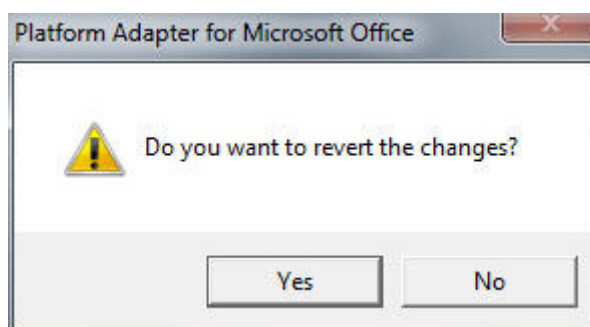 Platform Adapter for Microsoft Office
Do you want to revert the changes?
Yes No